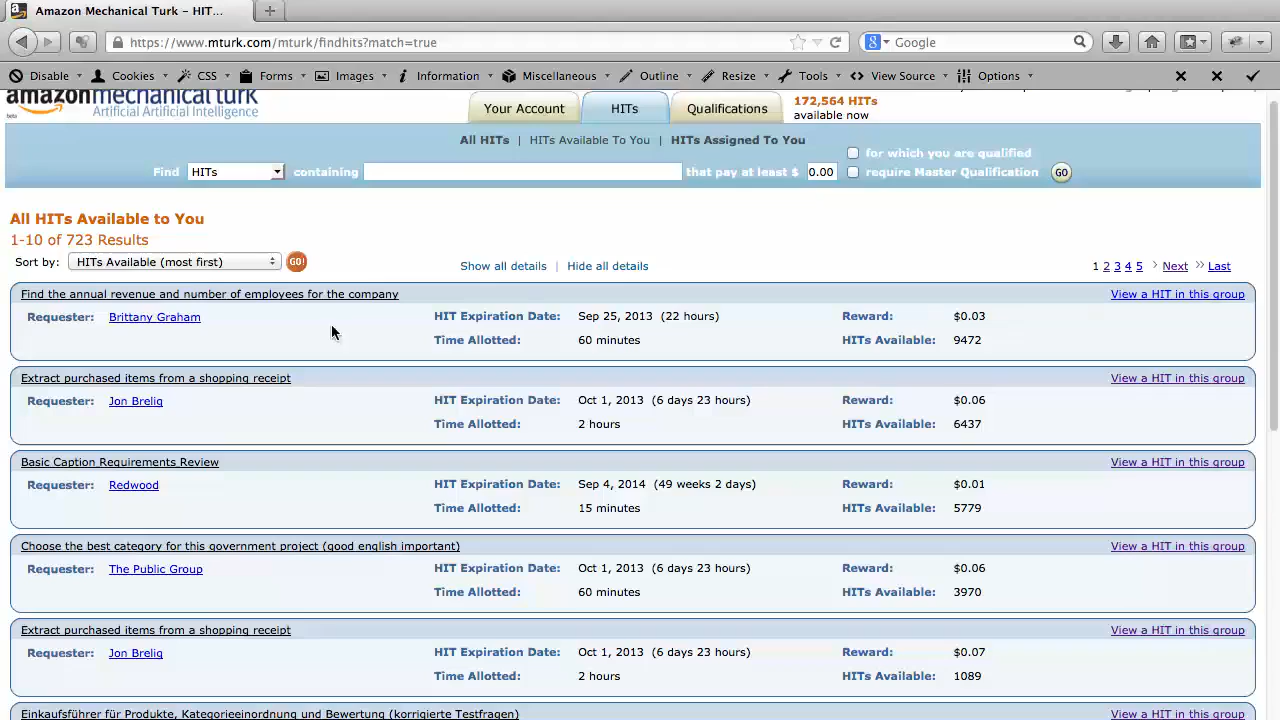 Amazon Mechanical Turk – HIT...
https://www.mturk.com/mturk/findhits?match=true
Google
Disable Cookies CSS Forms Images Information Miscellaneous Outline Resize Tools View Source Options
amazonmechanical turk
beta Artificial Artificial Intelligence
Your Account HITs Qualifications 172,564 HITs
available now
All HITs | HITs Available To You | HITs Assigned To You
for which you are qualified
Find HITs containing that pay at least $ 0.00 require Master Qualification GO
All HITs Available to You
1-10 of 723 Results
Sort by: HITs Available (most first) GO! Show all details | Hide all details 1 2 3 4 5 › Next ›› Last
Find the annual revenue and number of employees for the company View a HIT in this group
Requester: Brittany Graham HIT Expiration Date: Sep 25, 2013 (22 hours) Reward: $0.03
Time Allotted: 60 minutes HITs Available: 9472
Extract purchased items from a shopping receipt View a HIT in this group
Requester: Jon Brelig HIT Expiration Date: Oct 1, 2013 (6 days 23 hours) Reward: $0.06
Time Allotted: 2 hours HITs Available: 6437
Basic Caption Requirements Review View a HIT in this group
Requester: Redwood HIT Expiration Date: Sep 4, 2014 (49 weeks 2 days) Reward: $0.01
Time Allotted: 15 minutes HITs Available: 5779
Choose the best category for this government project (good english important) View a HIT in this group
Requester: The Public Group HIT Expiration Date: Oct 1, 2013 (6 days 23 hours) Reward: $0.06
Time Allotted: 60 minutes HITs Available: 3970
Extract purchased items from a shopping receipt View a HIT in this group
Requester: Jon Brelig HIT Expiration Date: Oct 1, 2013 (6 days 23 hours) Reward: $0.07
Time Allotted: 2 hours HITs Available: 1089
Einkaufsführer für Produkte, Kategorieeinordnung und Bewertung (korrigierte Testfragen) View a HIT in this group